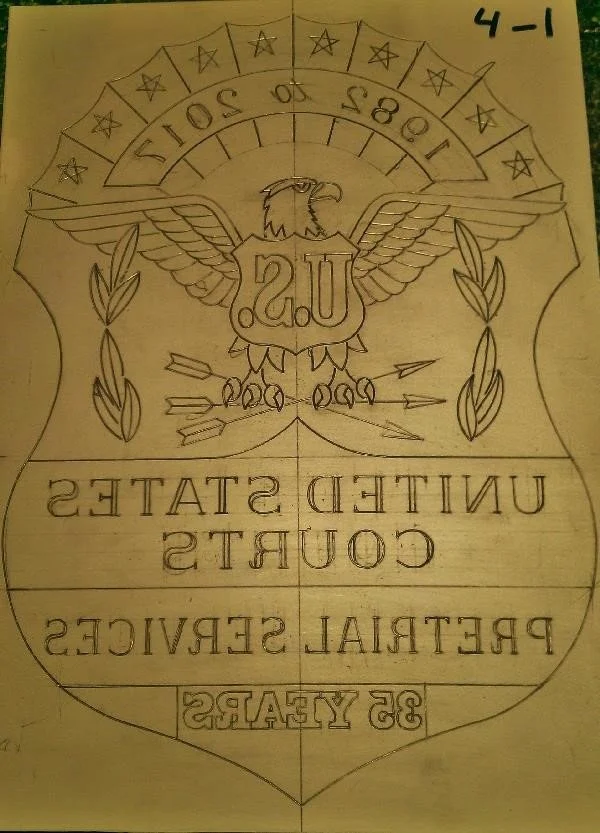 4-1
1982 to 2017
U.S.
UNITED STATES
COURTS
PRETRIAL SERVICES
35 YEARS